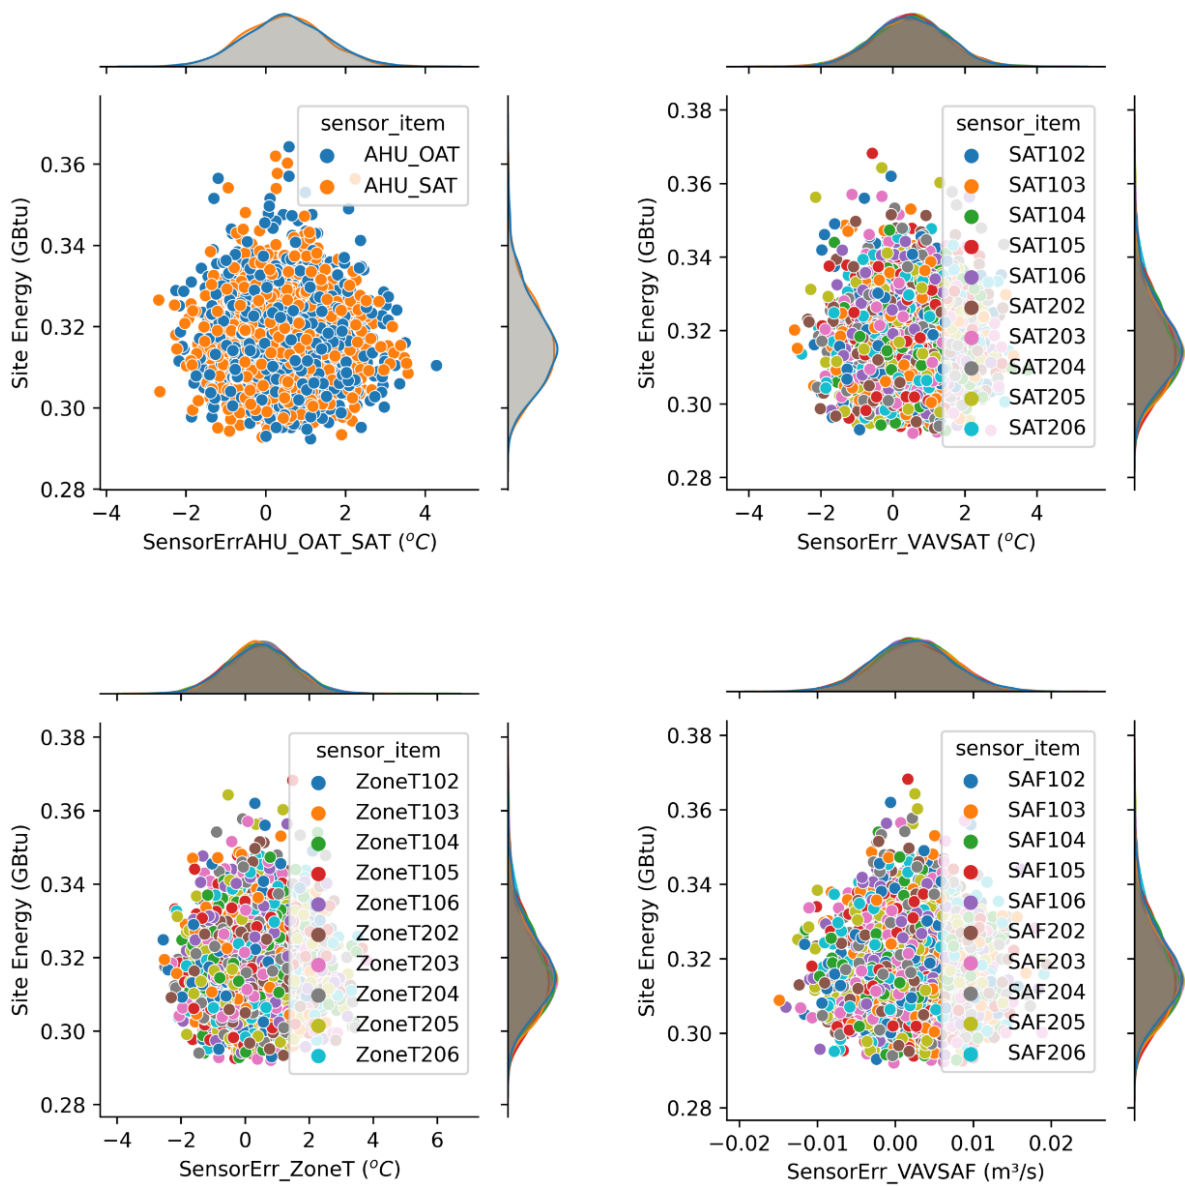 sensor_item
AHU_OAT
AHU_SAT
0.36
0.34
0.32
0.30
0.28
Site Energy (GBtu)
−4 −2 0 2 4
SensorErrAHU_OAT_SAT (°C)
sensor_item
SAT102
SAT103
SAT104
SAT105
SAT106
SAT202
SAT203
SAT204
SAT205
SAT206
0.38
0.36
0.34
0.32
0.30
0.28
Site Energy (GBtu)
−4 −2 0 2 4
SensorErr_VAVSAT (°C)
sensor_item
ZoneT102
ZoneT103
ZoneT104
ZoneT105
ZoneT106
ZoneT202
ZoneT203
ZoneT204
ZoneT205
ZoneT206
0.38
0.36
0.34
0.32
0.30
0.28
Site Energy (GBtu)
−4 −2 0 2 4 6
SensorErr_ZoneT (°C)
sensor_item
SAF102
SAF103
SAF104
SAF105
SAF106
SAF202
SAF203
SAF204
SAF205
SAF206
0.38
0.36
0.34
0.32
0.30
0.28
Site Energy (GBtu)
−0.02 −0.01 0.00 0.01 0.02
SensorErr_VAVSAF (m³/s)